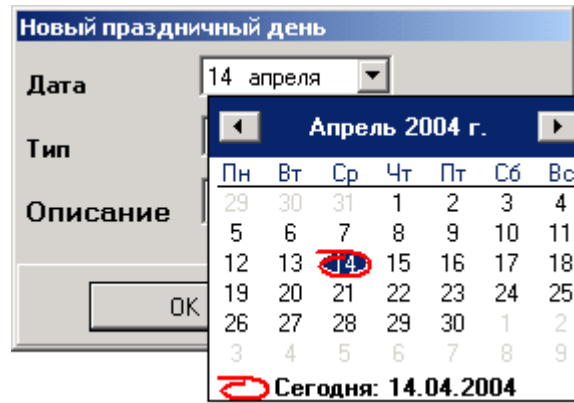 Новый праздничный день
Дата
14 апреля
Апрель 2004 г.
Тип
Пн Вт Ср Чт Пт Сб Вс
Описание
29 30 31 1 2 3 4
5 6 7 8 9 10 11
12 13 14 15 16 17 18
19 20 21 22 23 24 25
OK
26 27 28 29 30 1 2
3 4 5 6 7 8 9
Сегодня: 14.04.2004